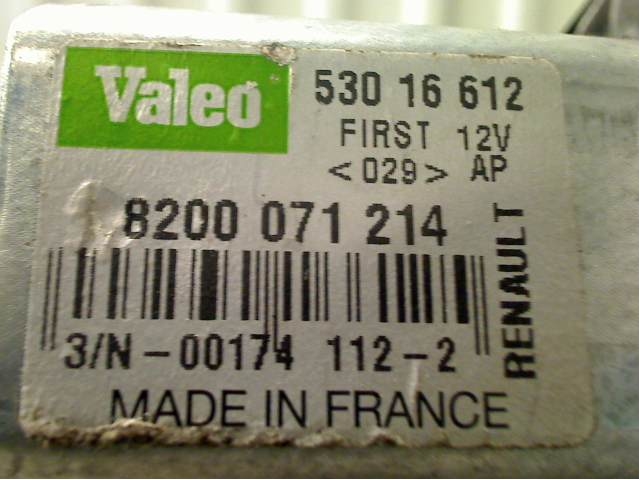 Valeo
530 16 612
FIRST 12V
<029> AP
8200 071 214
RENAULT
3/N-00174 112-2
MADE IN FRANCE